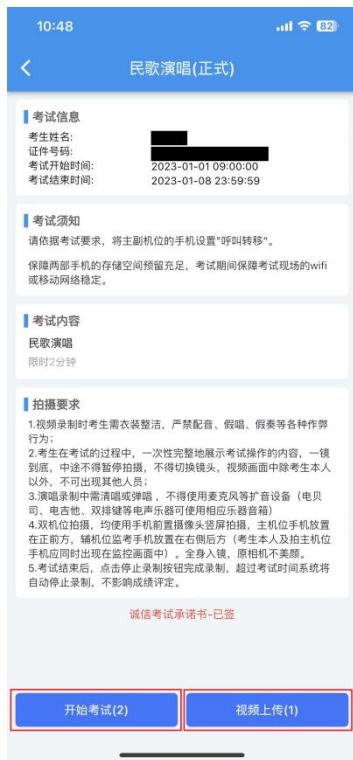 10:48
82
民歌演唱(正式)
考试信息
考生姓名:
证件号码:
考试开始时间: 2023-01-01 09:00:00
考试结束时间: 2023-01-08 23:59:59
考试须知
请依据考试要求，将主副机位的手机设置"呼叫转移"。
保障两部手机的存储空间预留充足，考试期间保障考试现场的wifi
或移动网络稳定。
考试内容
民歌演唱
限时2分钟
拍摄要求
1.视频录制时考生需衣装整洁，严禁配音、假唱、假奏等各种作弊
行为；
2.考生在考试的过程中，一次性完整地展示考试操作的内容，一镜
到底，中途不得暂停拍摄，不得切换镜头，视频画面中除考生本人
以外，不可出现其他人员；
3.演唱录制中需清唱或弹唱 ，不得使用麦克风等扩音设备（电贝
司、电吉他、双排键等电声乐器可使用相应乐器音箱）
4.双机位拍摄，均使用手机前置摄像头竖屏拍摄，主机位手机放置
在正前方，辅机位监考手机放置在右侧后方（考生本人及拍主机位
手机应同时出现在监控画面中）。全身入镜，原相机不美颜。
5.考试结束后，点击停止录制按钮完成录制，超过考试时间系统将
自动停止录制，不影响成绩评定。
诚信考试承诺书-已签
开始考试(2)
视频上传(1)